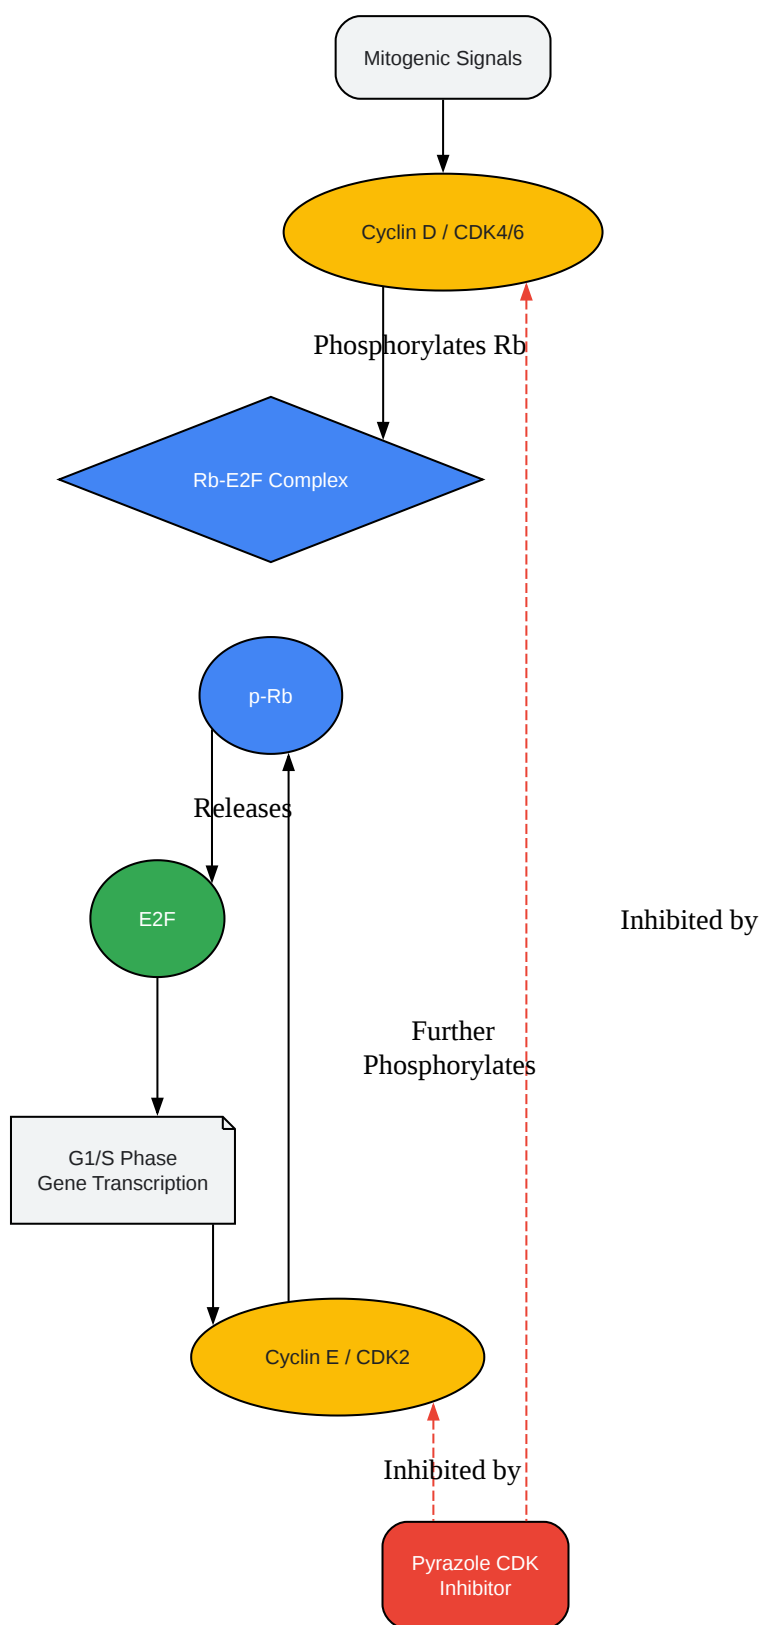 Mitogenic Signals
Cyclin D / CDK4/6
Phosphorylates Rb
Rb-E2F Complex
p-Rb
Releases
E2F
Inhibited by
Further
Phosphorylates
G1/S Phase
Gene Transcription
Cyclin E / CDK2
Inhibited by
Pyrazole CDK
Inhibitor